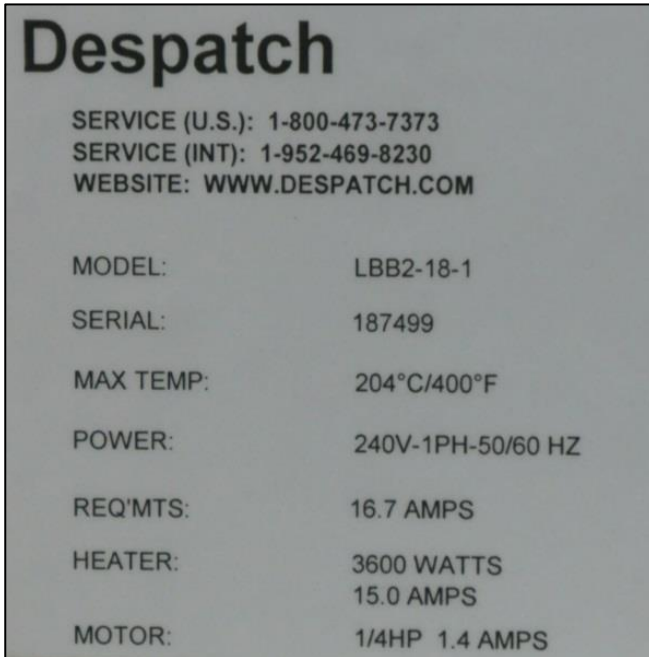 Despatch
SERVICE (U.S.): 1-800-473-7373
SERVICE (INT): 1-952-469-8230
WEBSITE: WWW.DESPATCH.COM
MODEL: LBB2-18-1
SERIAL: 187499
MAX TEMP: 204°C/400°F
POWER: 240V-1PH-50/60 HZ
REQ'MTS: 16.7 AMPS
HEATER: 3600 WATTS
15.0 AMPS
MOTOR: 1/4HP 1.4 AMPS